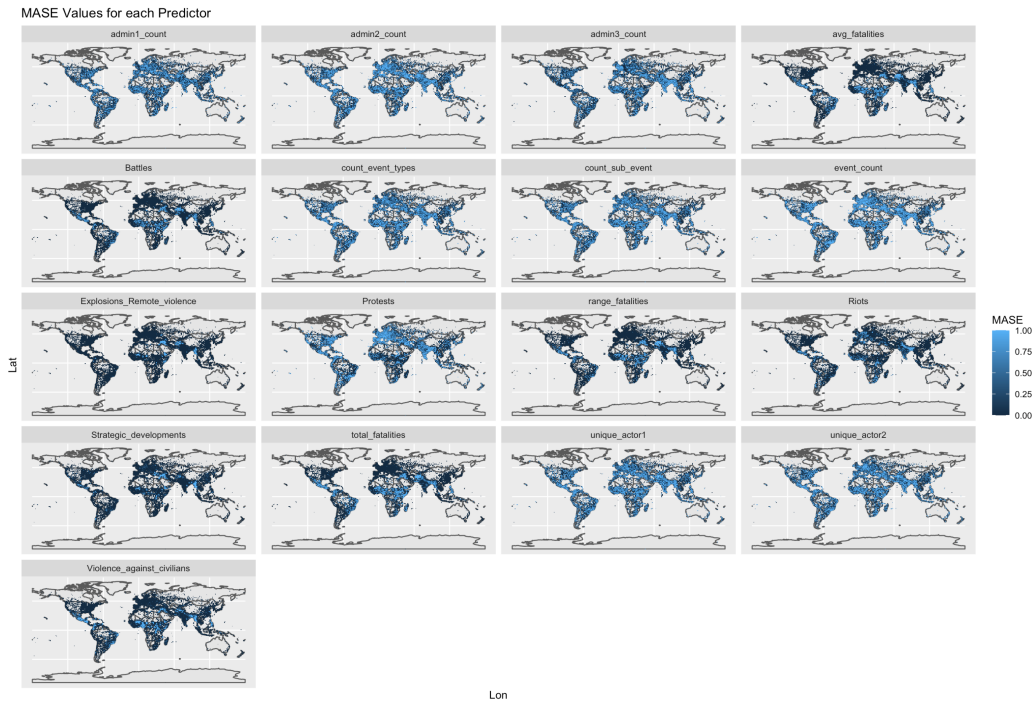 MASE Values for each Predictor
admin1_count
admin2_count
admin3_count
avg_fatalities
Battles
count_event_types
count_sub_event
event_count
Explosions_Remote_violence
Protests
range_fatalities
Riots
Strategic_developments
total_fatalities
unique_actor1
unique_actor2
Violence_against_civilians
Lat
Lon
MASE
1.00
0.75
0.50
0.25
0.00